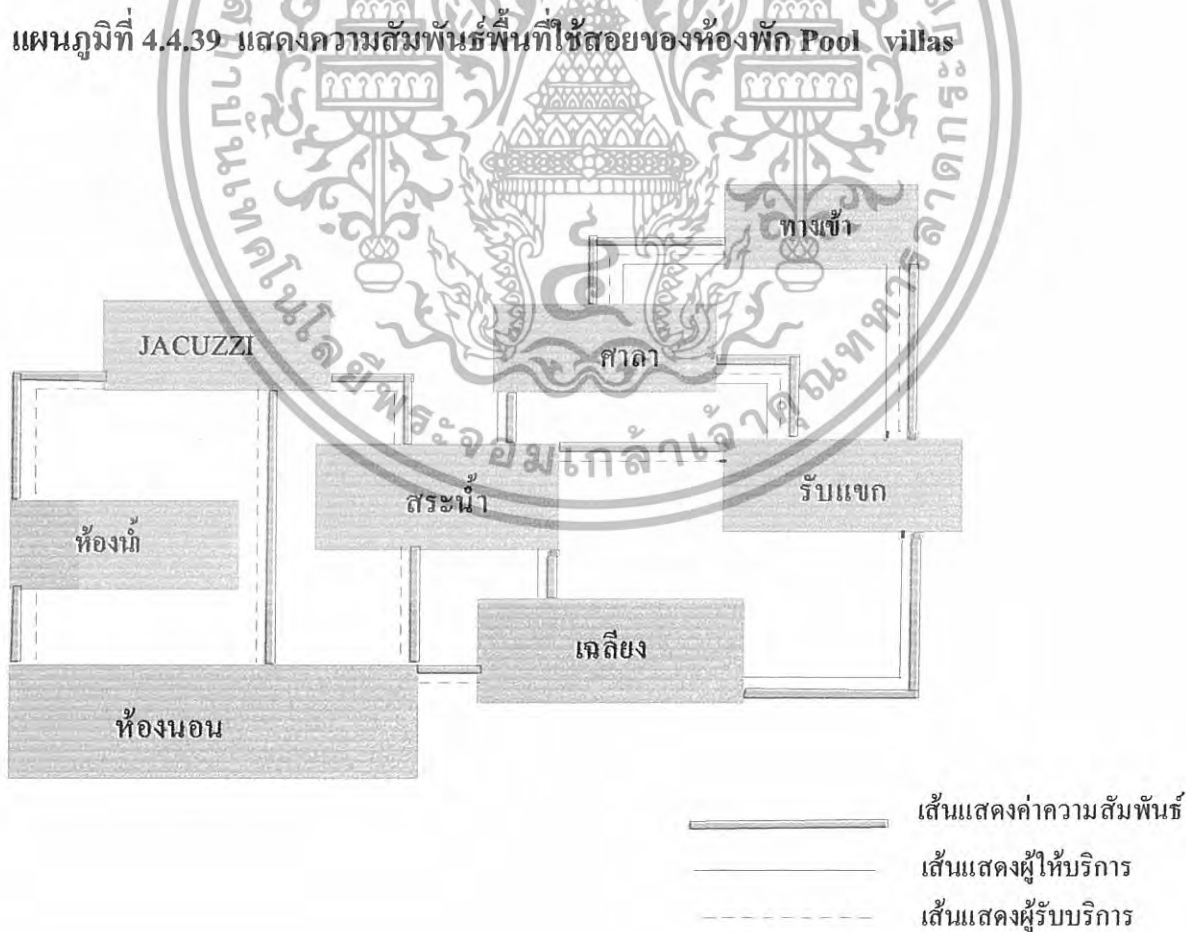 แผนภูมิที่ 4.4.39 แสดงความสัมพันธ์พื้นที่ใช้สอยของห้องพัก Pool villas
ทางเข้า
JACUZZI
ศาลา
สระน้ำ
รับแขก
ห้องน้ำ
เฉลียง
ห้องนอน
เส้นแสดงค่าความสัมพันธ์
เส้นแสดงผู้ให้บริการ
เส้นแสดงผู้รับบริการ